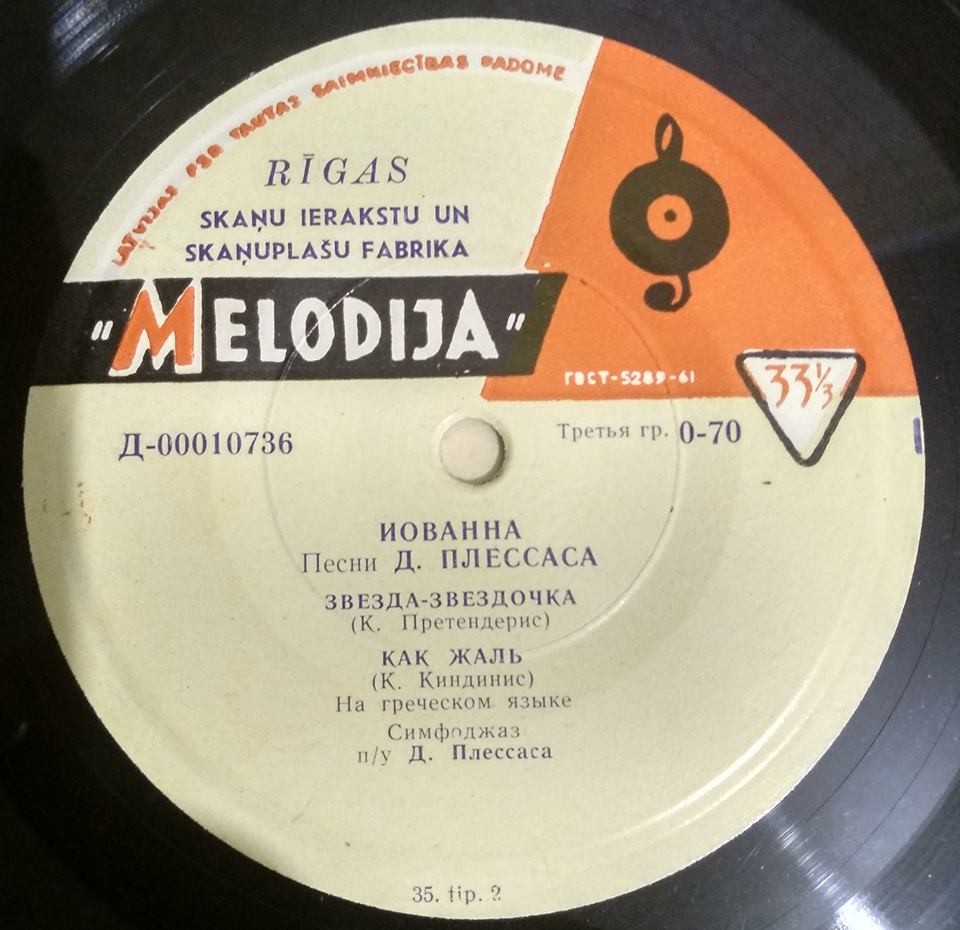 LATVIJAS PSR TAUTAS SAIMNIECĪBAS PADOME
RĪGAS
SKAŅU IERAKSTU UN
SKAŅUPLAŠU FABRIKA
"MELODIJA"
ГОСТ-5289-61
33⅓
Д-00010736
Третья гр. 0-70
ИОВАННА
Песни Д. ПЛЕССАСА
ЗВЕЗДА-ЗВЕЗДОЧКА
(К. Претендерис)
КАК ЖАЛЬ
(К. Киндинис)
На греческом языке
Симфоджаз
п/у Д. Плессаса
35. tip. 2